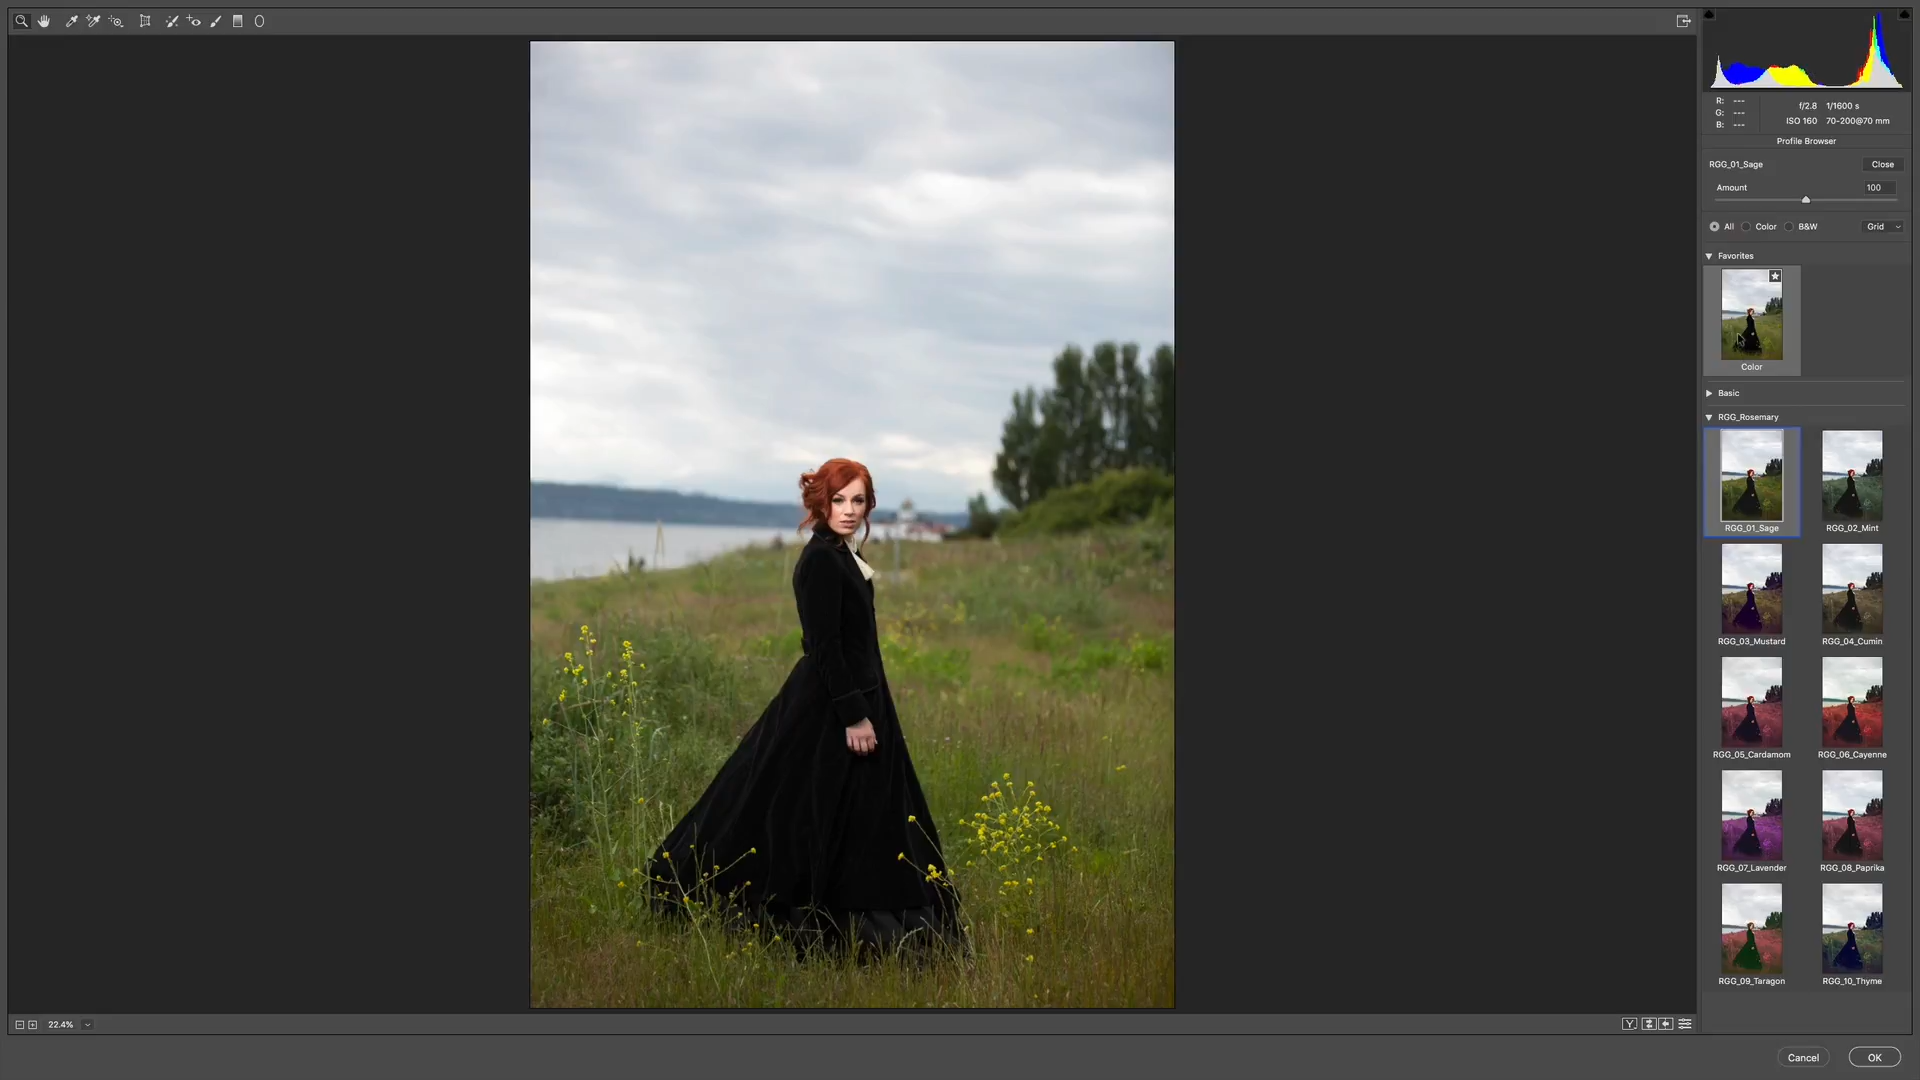 R: ---
G: ---
B: ---
f/2.8 1/1600 s
ISO 160 70-200@70 mm
Profile Browser
RGG_01_Sage
Close
Amount
100
All Color B&W
Grid
Favorites
Color
Basic
RGG_Rosemary
RGG_01_Sage
RGG_02_Mint
RGG_03_Mustard
RGG_04_Cumin
RGG_05_Cardamom
RGG_06_Cayenne
RGG_07_Lavender
RGG_08_Paprika
RGG_09_Taragon
RGG_10_Thyme
22.4%
Y
Cancel
OK